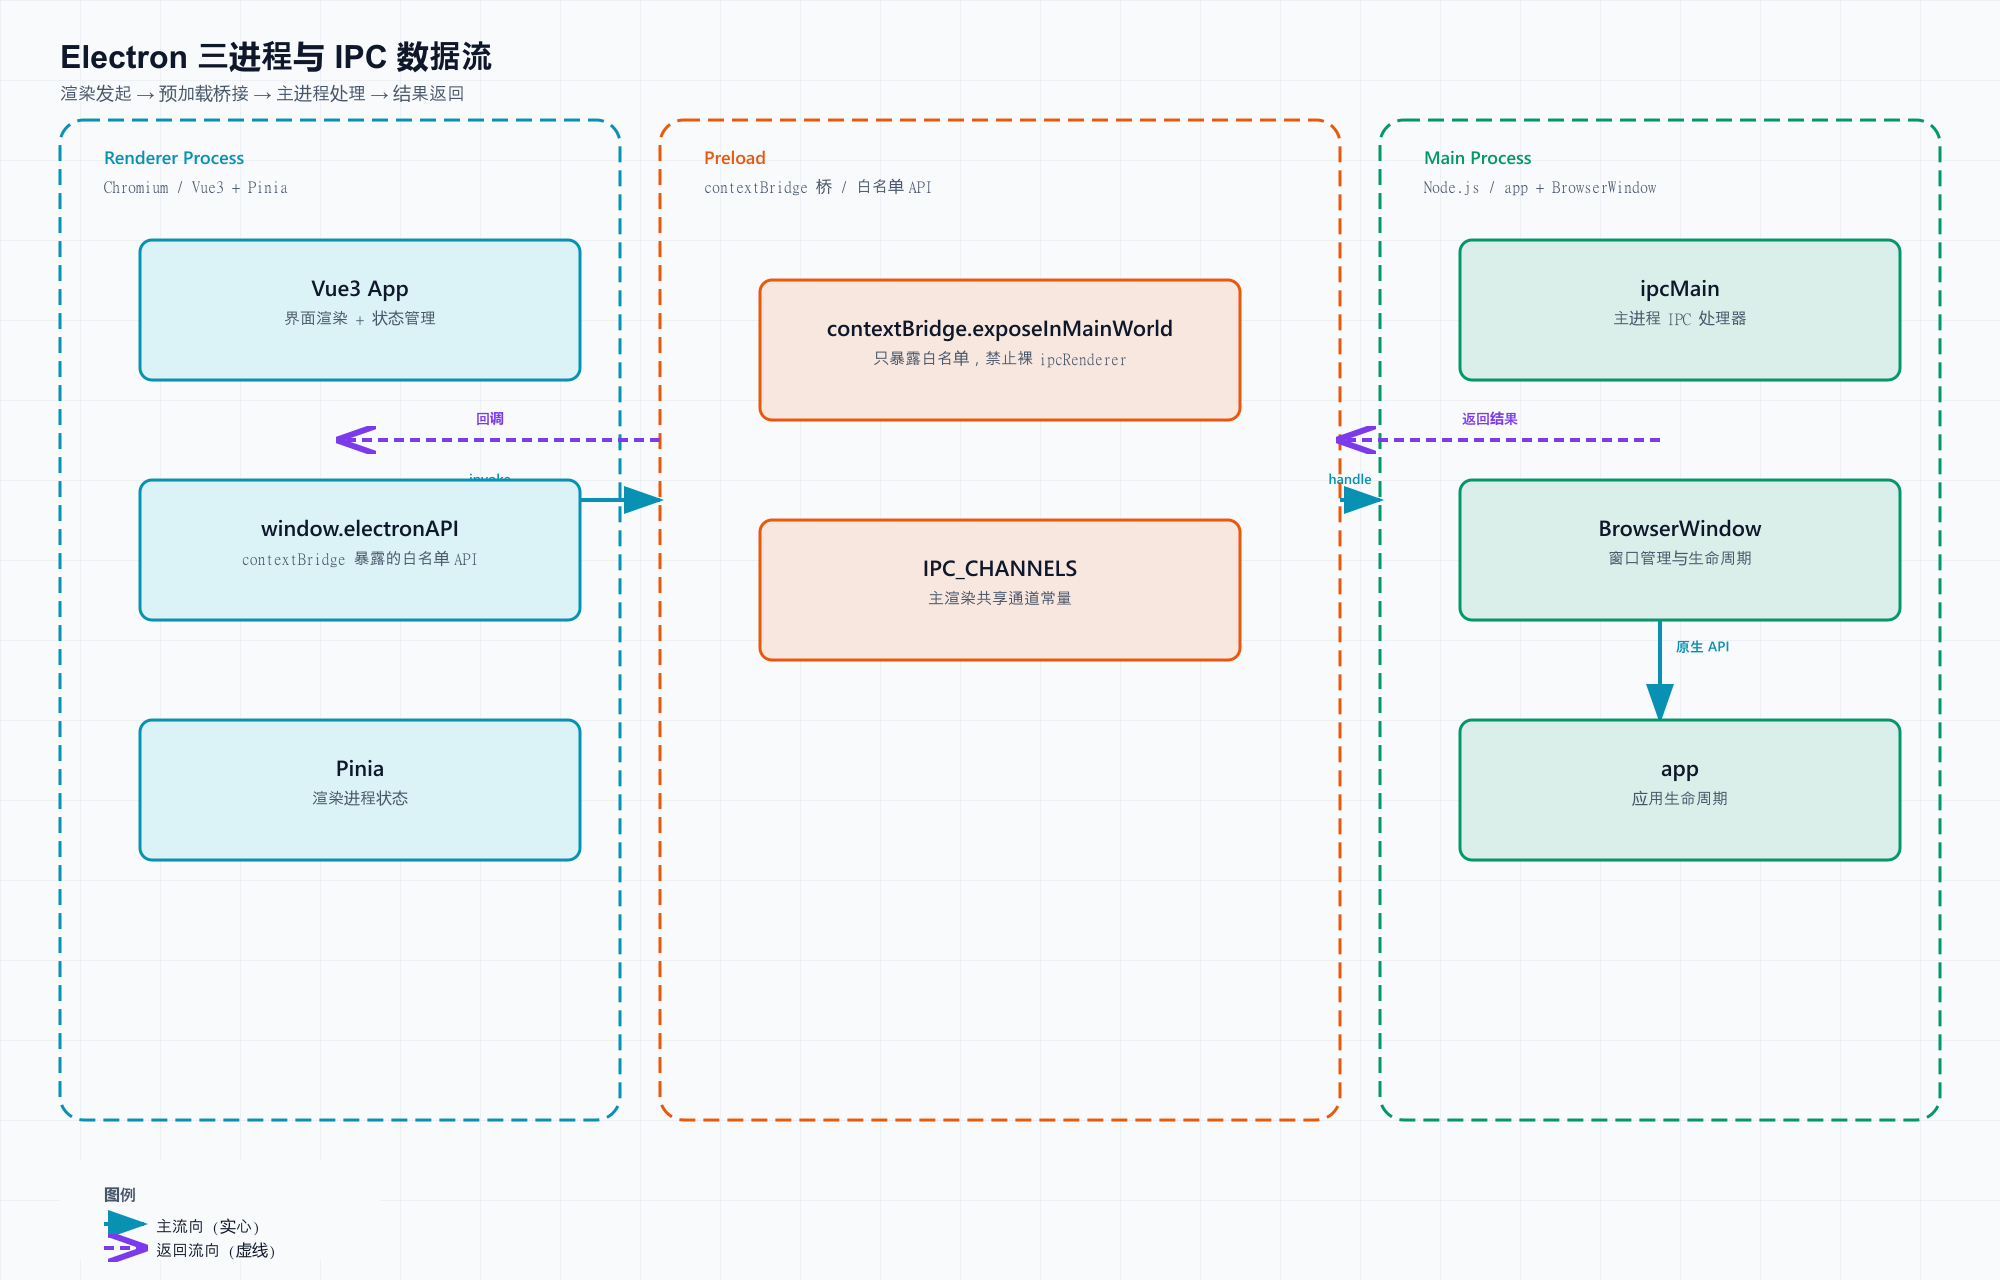 Electron 三进程与 IPC 数据流
渲染发起 → 预加载桥接 → 主进程处理 → 结果返回
Renderer Process
Chromium / Vue3 + Pinia
Vue3 App
界面渲染 + 状态管理
回调
invoke
window.electronAPI
contextBridge 暴露的白名单 API
Pinia
渲染进程状态
Preload
contextBridge 桥 / 白名单 API
contextBridge.exposeInMainWorld
只暴露白名单，禁止裸 ipcRenderer
IPC_CHANNELS
主渲染共享通道常量
handle
Main Process
Node.js / app + BrowserWindow
ipcMain
主进程 IPC 处理器
返回结果
BrowserWindow
窗口管理与生命周期
原生 API
app
应用生命周期
图例
主流向（实心）
返回流向（虚线）